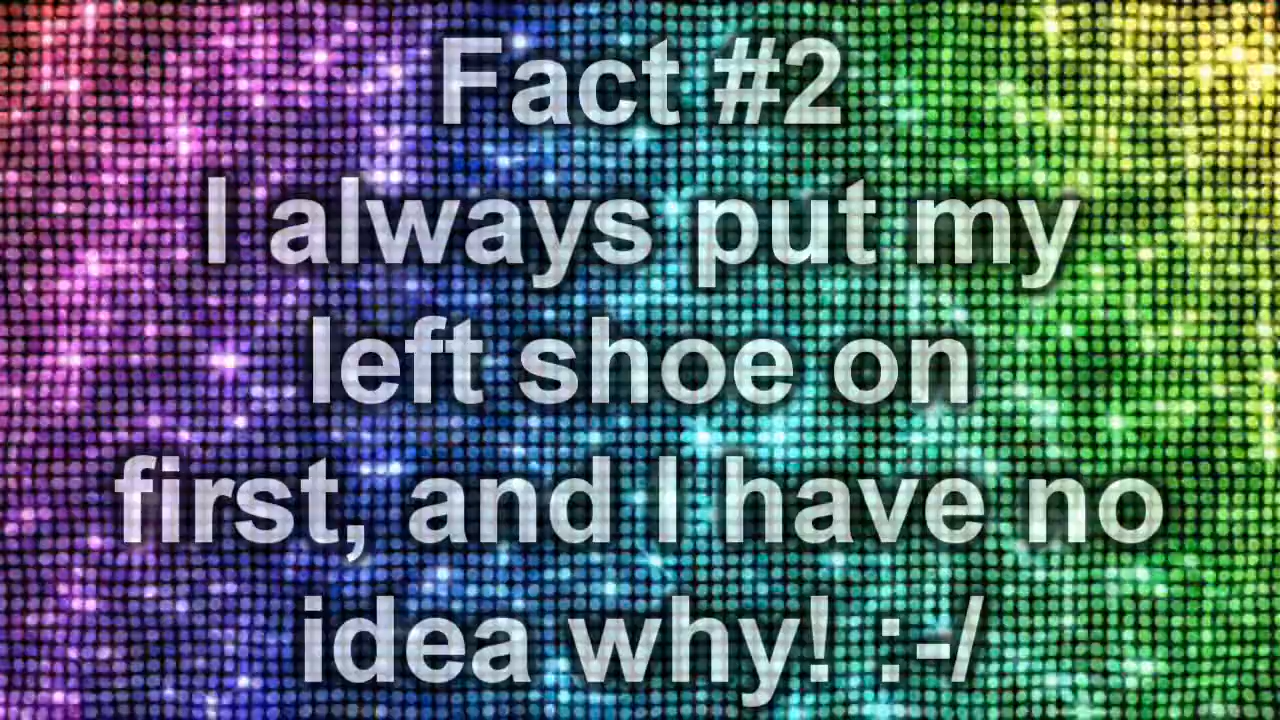 Fact #2
I always put my
left shoe on
first, and I have no
idea why! :-/